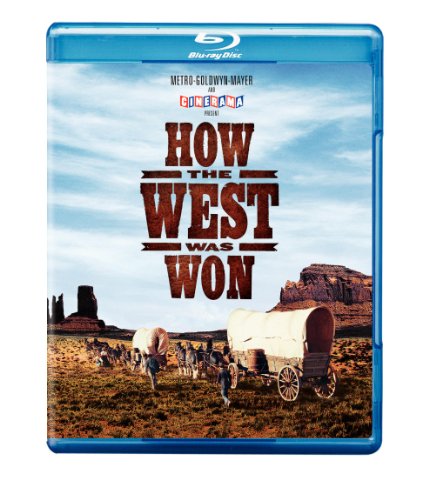 Blu-ray Disc
METRO-GOLDWYN-MAYER
AND
CINERAMA
PRESENT
HOW
THE
WEST
WAS
WON